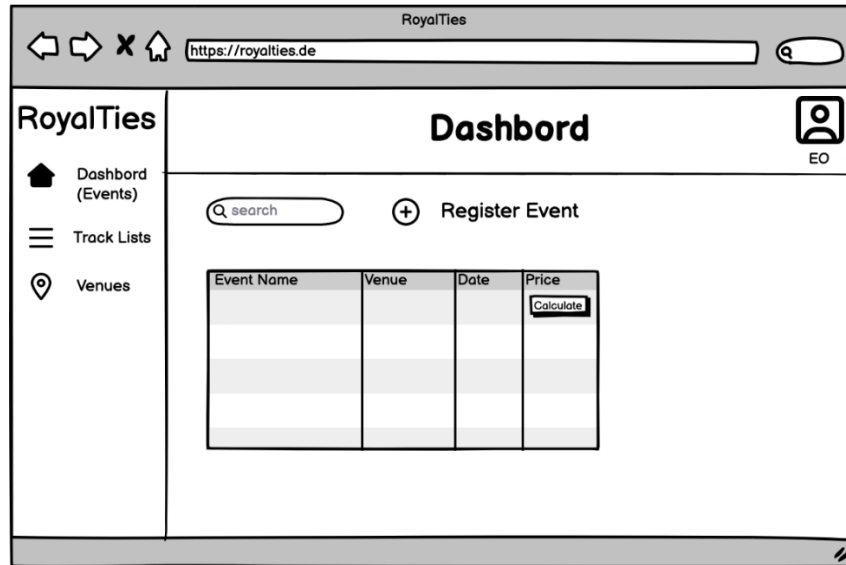 RoyalTies
https://royalties.de
RoyalTies
Dashbord
EO
Dashbord
(Events)
Track Lists
Venues
search
Register Event
Event Name Venue Date Price
Calculate